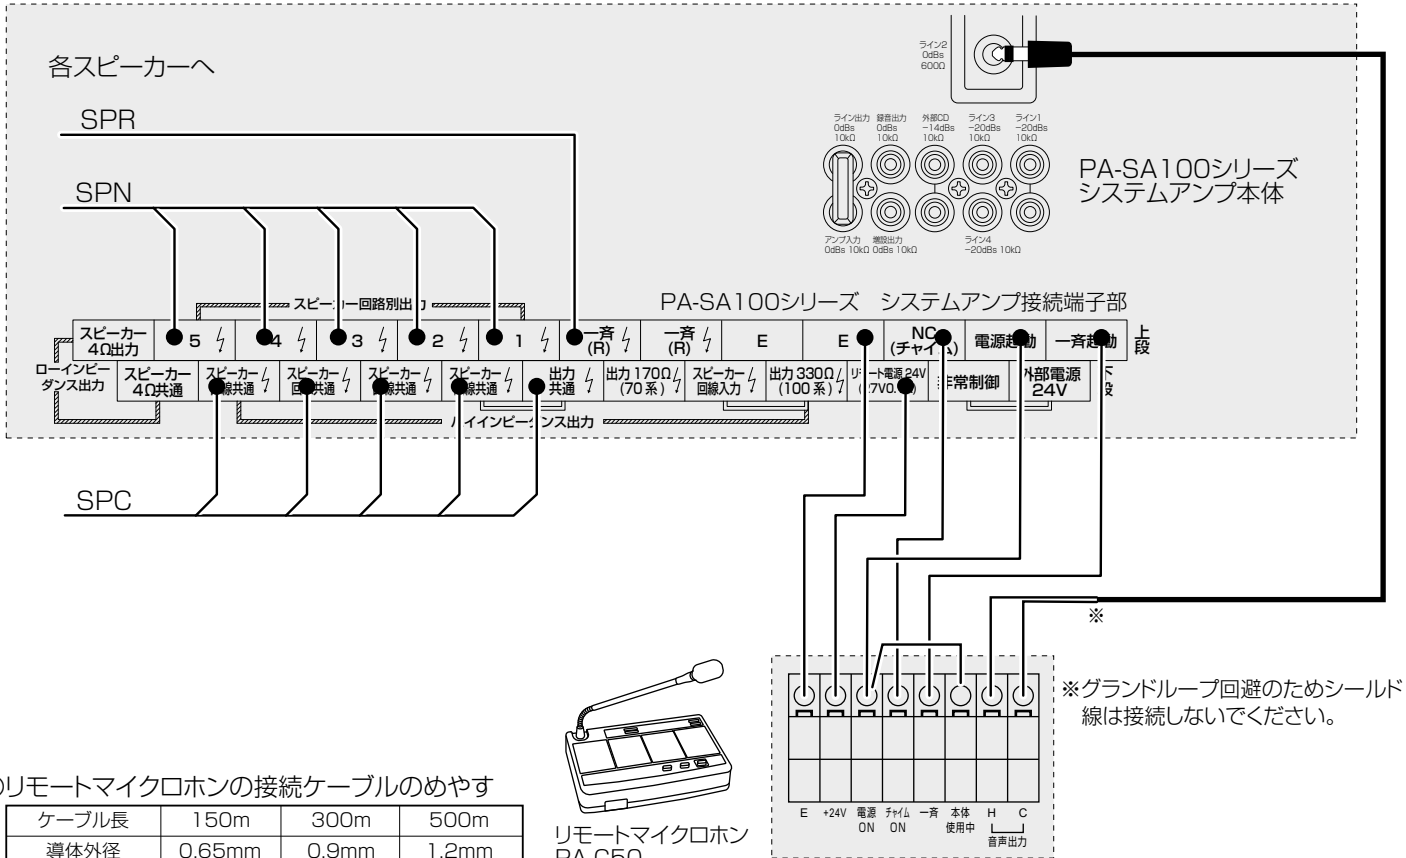 ライン2
0dBs
600Ω
各スピーカーへ
SPR
ライン出力 録音出力 外部CD ライン3 ライン1
0dBs 0dBs −14dBs −20dBs −20dBs
10kΩ 10kΩ 10kΩ 10kΩ 10kΩ
PA-SA100シリーズ
システムアンプ本体
SPN
アンプ入力 増設出力 ライン4
0dBs 10kΩ 0dBs 10kΩ −20dBs 10kΩ
スピーカー回路別出力
PA-SA100シリーズ システムアンプ接続端子部
スピーカー
4Ω出力
5
4
3
2
1
一斉
(R)
一斉
(R)
E
E
NC
(チャイム)
電源起動
一斉起動
上段
ローインピー
ダンス出力
スピーカー
4Ω共通
スピーカー
回線共通
スピーカー
回線共通
スピーカー
回線共通
スピーカー
回線共通
出力
共通
出力 170Ω
(70系)
スピーカー
回線入力
出力 330Ω
(100系)
リモート電源 24V
非常制御
外部電源
24V
下段
ハイインピーダンス出力
SPC
※
※グランドループ回避のためシールド
線は接続しないでください。
リモートマイクロホンの接続ケーブルのめやす
ケーブル長 150m 300m 500m
導体外径 0.65mm 0.9mm 1.2mm
リモートマイクロホン
PA-C50
E +24V 電源 チャイム 一斉 本体 H C
ON ON 使用中
音声出力